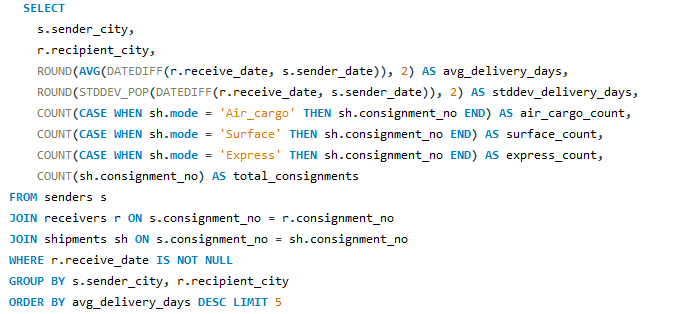 SELECT
s.sender_city,
r.recipient_city,
ROUND(AVG(DATEDIFF(r.receive_date, s.sender_date)), 2) AS avg_delivery_days,
ROUND(STDDEV_POP(DATEDIFF(r.receive_date, s.sender_date)), 2) AS stddev_delivery_days,
COUNT(CASE WHEN sh.mode = 'Air_cargo' THEN sh.consignment_no END) AS air_cargo_count,
COUNT(CASE WHEN sh.mode = 'Surface' THEN sh.consignment_no END) AS surface_count,
COUNT(CASE WHEN sh.mode = 'Express' THEN sh.consignment_no END) AS express_count,
COUNT(sh.consignment_no) AS total_consignments
FROM senders s
JOIN receivers r ON s.consignment_no = r.consignment_no
JOIN shipments sh ON s.consignment_no = sh.consignment_no
WHERE r.receive_date IS NOT NULL
GROUP BY s.sender_city, r.recipient_city
ORDER BY avg_delivery_days DESC LIMIT 5